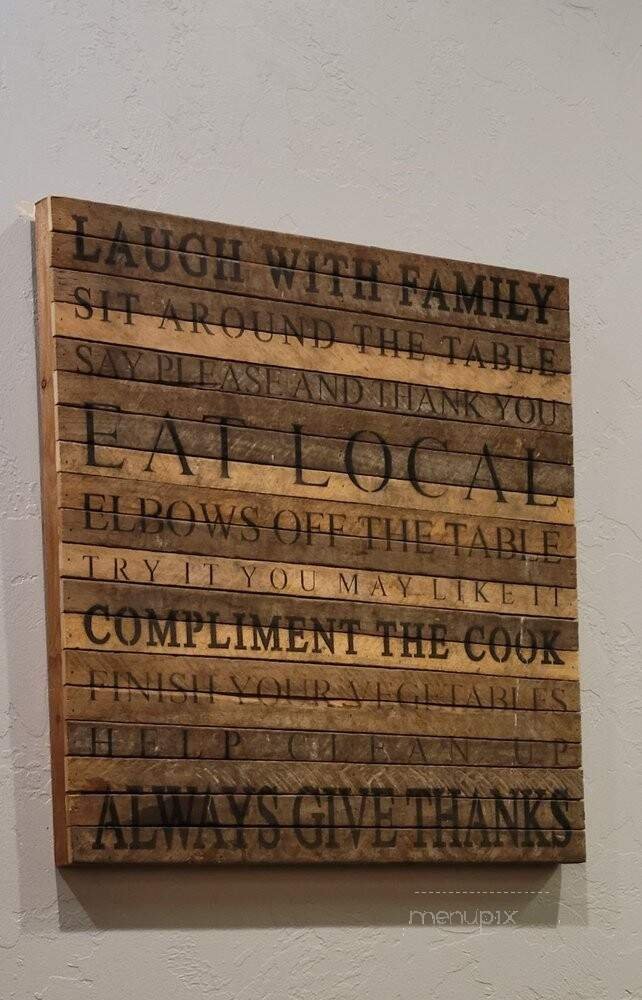 LAUGH WITH FAMILY
SIT AROUND THE TABLE
SAY PLEASE AND THANK YOU
EAT LOCAL
ELBOWS OFF THE TABLE
TRY IT YOU MAY LIKE IT
COMPLIMENT THE COOK
FINISH YOUR VEGETABLES
HELP CLEAN UP
ALWAYS GIVE THANKS
menupix